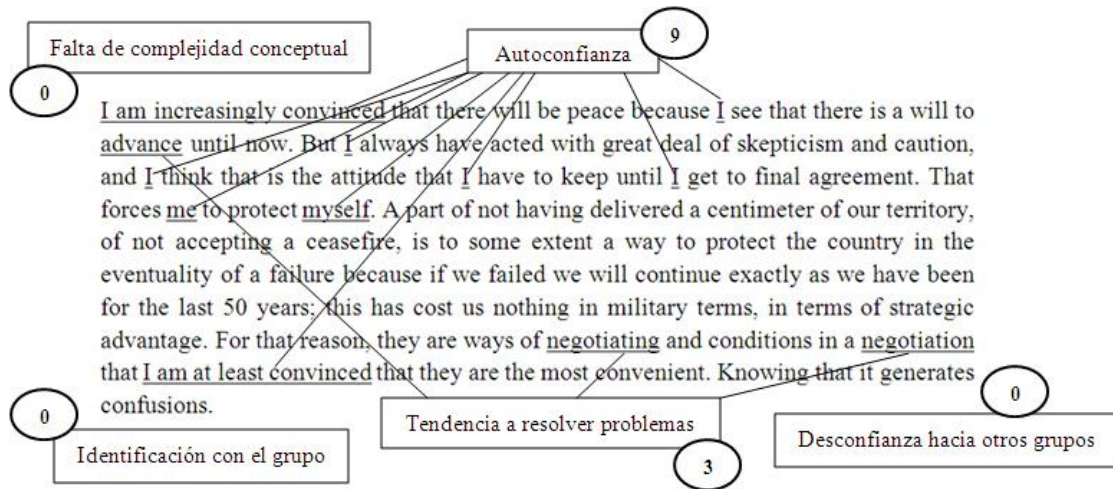 Falta de complejidad conceptual
0
Autoconfianza
9
I am increasingly convinced that there will be peace because I see that there is a will to
advance until now. But I always have acted with great deal of skepticism and caution,
and I think that is the attitude that I have to keep until I get to final agreement. That
forces me to protect myself. A part of not having delivered a centimeter of our territory,
of not accepting a ceasefire, is to some extent a way to protect the country in the
eventuality of a failure because if we failed we will continue exactly as we have been
for the last 50 years; this has cost us nothing in military terms, in terms of strategic
advantage. For that reason, they are ways of negotiating and conditions in a negotiation
that I am at least convinced that they are the most convenient. Knowing that it generates
confusions.
0
Identificación con el grupo
Tendencia a resolver problemas
3
0
Desconfianza hacia otros grupos